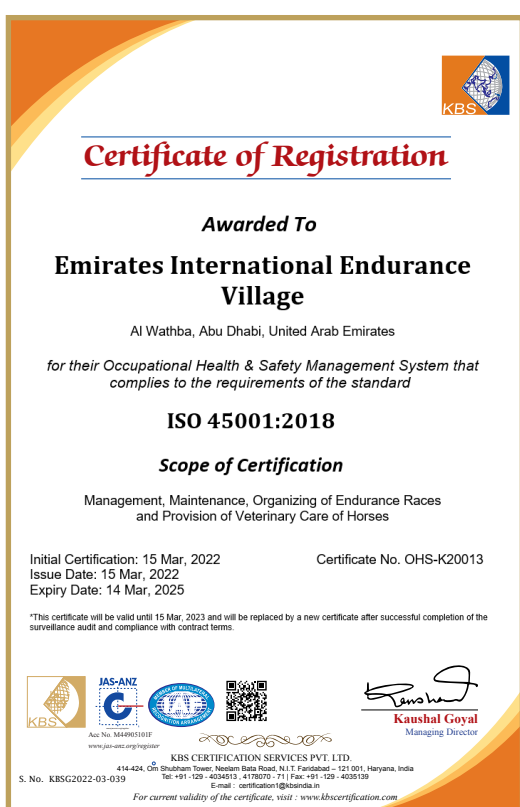 KBS
Certificate of Registration
Awarded To
Emirates International Endurance
Village
Al Wathba, Abu Dhabi, United Arab Emirates
for their Occupational Health & Safety Management System that
complies to the requirements of the standard
ISO 45001:2018
Scope of Certification
Management, Maintenance, Organizing of Endurance Races
and Provision of Veterinary Care of Horses
Initial Certification: 15 Mar, 2022
Certificate No. OHS-K20013
Issue Date: 15 Mar, 2022
Expiry Date: 14 Mar, 2025
*This certificate will be valid until 15 Mar, 2023 and will be replaced by a new certificate after successful completion of the
surveillance audit and compliance with contract terms.
KBS
JAS-ANZ
MEMBER OF MULTILATERAL
IAF
RECOGNITION ARRANGEMENT
Acc No. M44905101F
www.jas-anz.org/register
Kaushal Goyal
Managing Director
KBS CERTIFICATION SERVICES PVT. LTD.
414-424, Om Shubham Tower, Neelam Bata Road, N.I.T. Faridabad – 121 001, Haryana, India
Tel: +91 -129 - 4034513 , 4178070 - 71 | Fax: +91 -129 - 4035139
S. No. KBSG2022-03-039
E-mail : certification1@kbsindia.in
For current validity of the certificate, visit : www.kbscertification.com